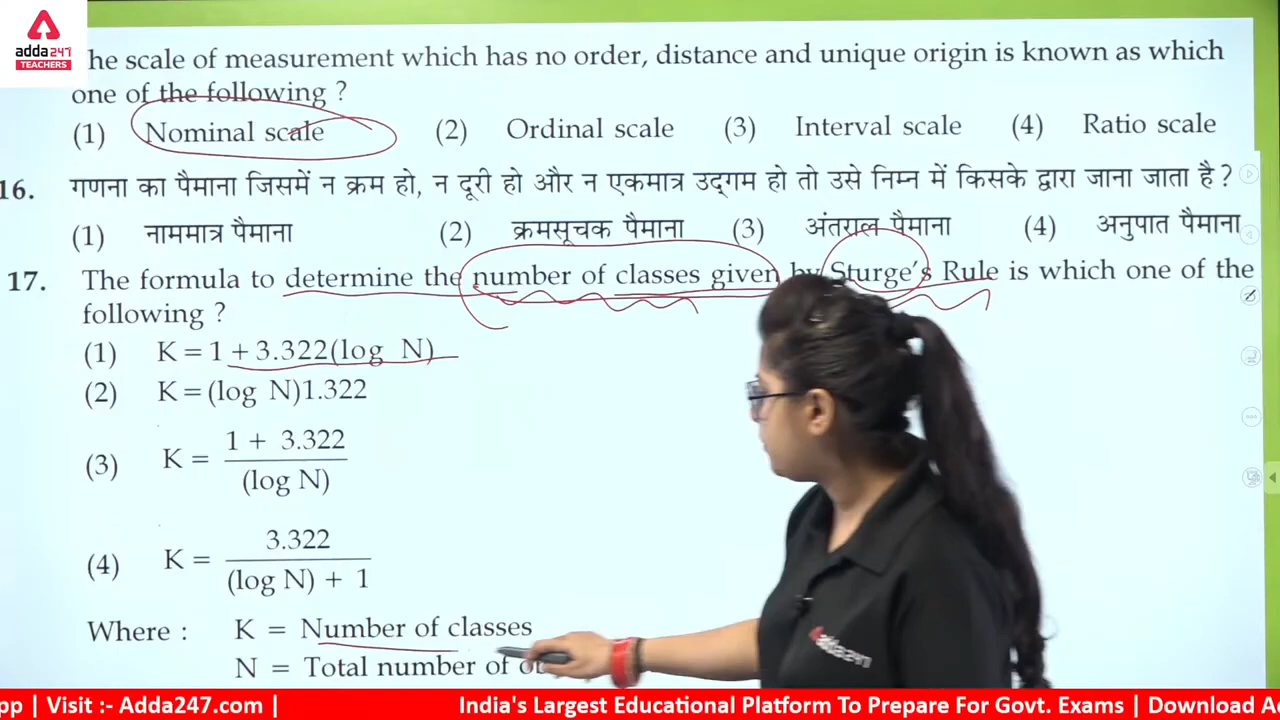 adda247
TEACHERS
he scale of measurement which has no order, distance and unique origin is known as which
one of the following ?
(1) Nominal scale (2) Ordinal scale (3) Interval scale (4) Ratio scale
16. गणना का पैमाना जिसमें न क्रम हो, न दूरी हो और न एकमात्र उद्‌गम हो तो उसे निम्न में किसके द्वारा जाना जाता है ?
(1) नाममात्र पैमाना (2) क्रमसूचक पैमाना (3) अंतराल पैमाना (4) अनुपात पैमाना
17. The formula to determine the number of classes given by Sturge's Rule is which one of the
following ?
(1) K = 1 + 3.322(log N)
(2) K = (log N)1.322
(3) K = 1 + 3.322
(log N)
(4) K = 3.322
(log N) + 1
Where : K = Number of classes
N = Total number of
adda247
pp | Visit :- Adda247.com | India's Largest Educational Platform To Prepare For Govt. Exams | Download A